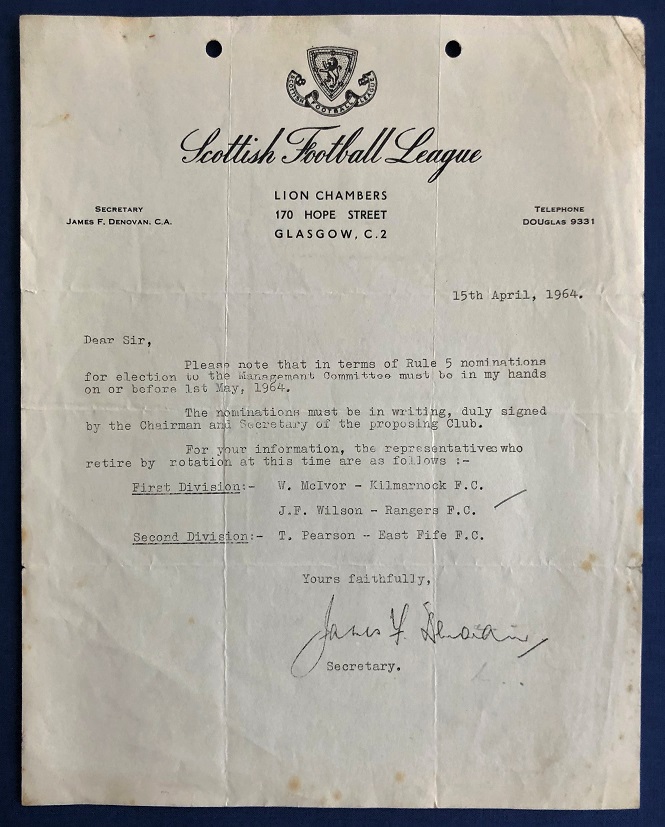 SCOTTISH FOOTBALL LEAGUE
Scottish Football League
LION CHAMBERS
170 HOPE STREET
GLASGOW, C.2
SECRETARY
JAMES F. DENOVAN. C.A.
TELEPHONE
DOUGLAS 9331
15th April, 1964.
Dear Sir,
Please note that in terms of Rule 5 nominations
for election to the Management Committee must be in my hands
on or before 1st May, 1964.
The nominations must be in writing, duly signed
by the Chairman and Secretary of the proposing Club.
For your information, the representatives who
retire by rotation at this time are as follows :-
First Division:- W. McIvor - Kilmarnock F.C.
J.F. Wilson - Rangers F.C.
Second Division:- T. Pearson - East Fife F.C.
Yours faithfully,
James F. Denovan
Secretary.